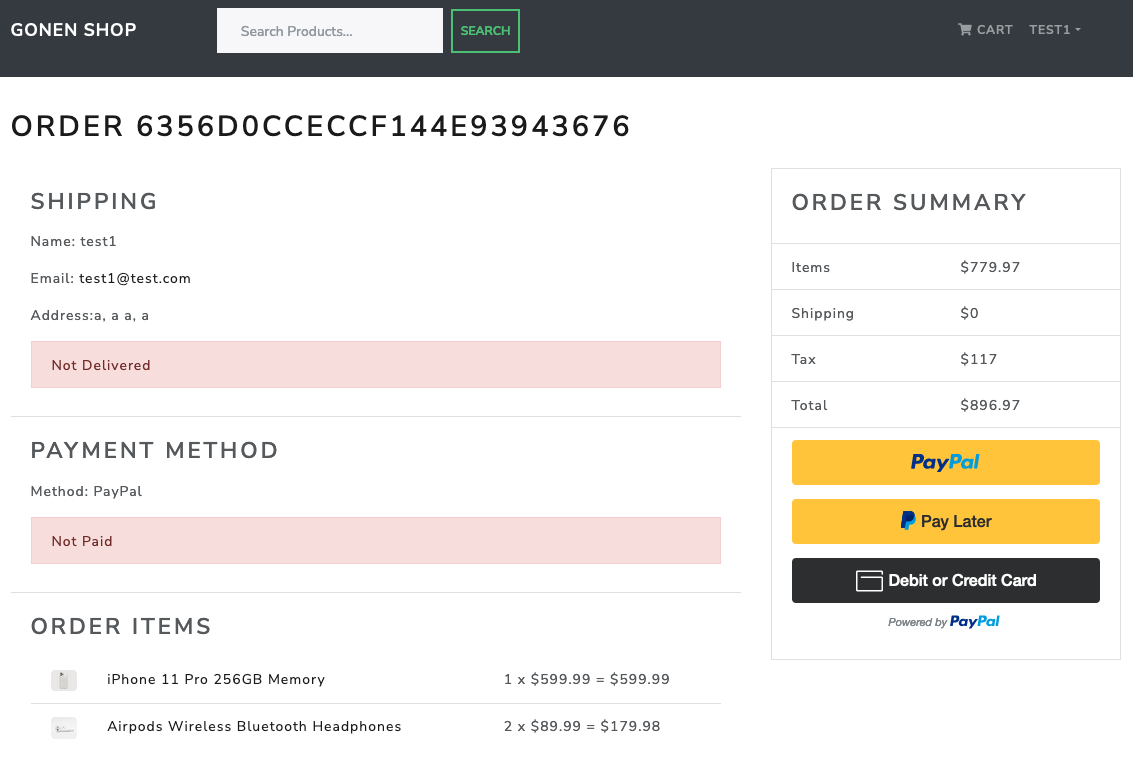 GONEN SHOP
Search Products...
SEARCH
CART
TEST1
ORDER 6356D0CCECCF144E93943676
SHIPPING
Name: test1
Email: test1@test.com
Address:a, a a, a
Not Delivered
PAYMENT METHOD
Method: PayPal
Not Paid
ORDER ITEMS
iPhone 11 Pro 256GB Memory 1 x $599.99 = $599.99
Airpods Wireless Bluetooth Headphones 2 x $89.99 = $179.98
ORDER SUMMARY
Items $779.97
Shipping $0
Tax $117
Total $896.97
PayPal
Pay Later
Debit or Credit Card
Powered by PayPal